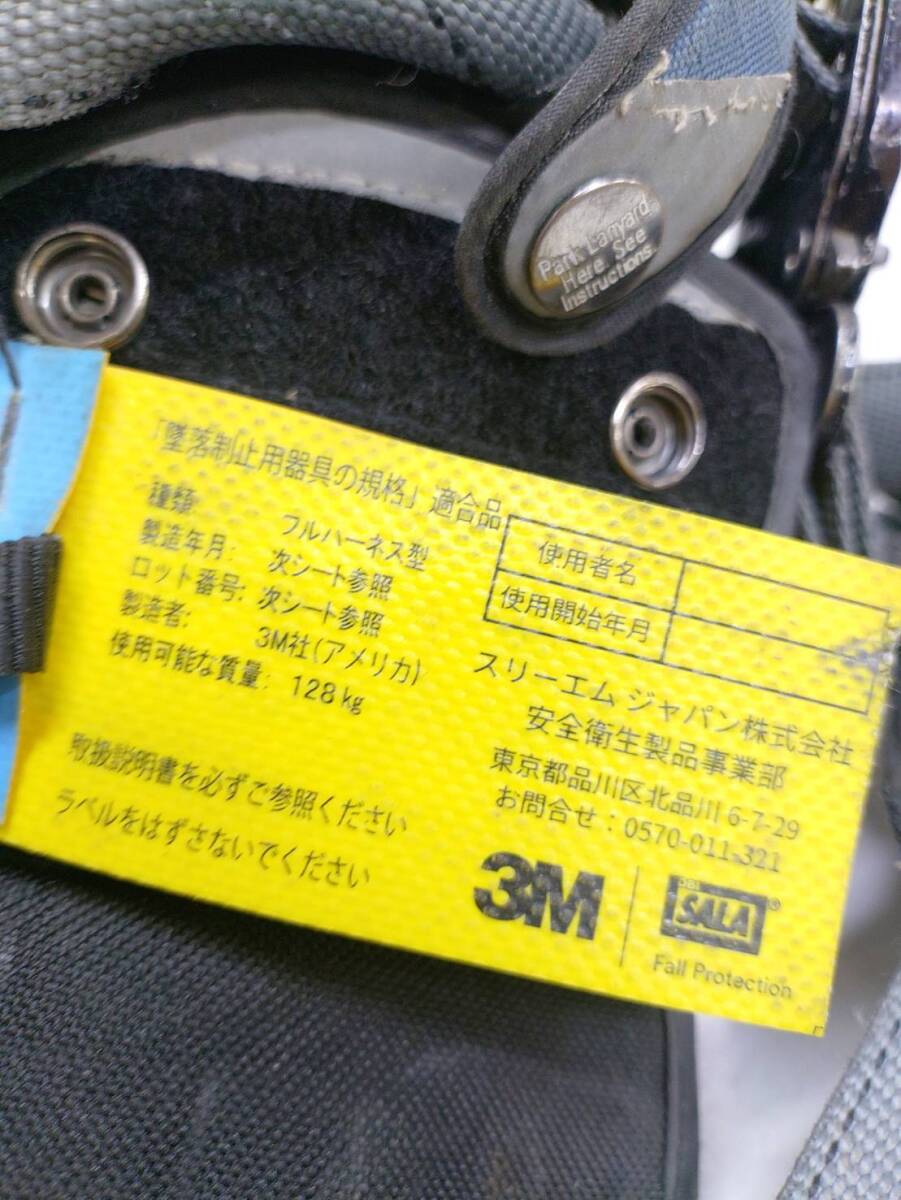 Park Lanyard
Here See
Instructions.
「墜落制止用器具の規格」適合品
種類: フルハーネス型
製造年月: 次シート参照
ロット番号: 次シート参照
製造者: 3M社(アメリカ)
使用可能な質量: 128kg
取扱説明書を必ずご参照ください
ラベルをはずさないでください
使用者名
使用開始年月
スリーエム ジャパン株式会社
安全衛生製品事業部
東京都品川区北品川 6-7-29
お問合せ：0570-011-321
3M
DBI
SALA®
Fall Protection